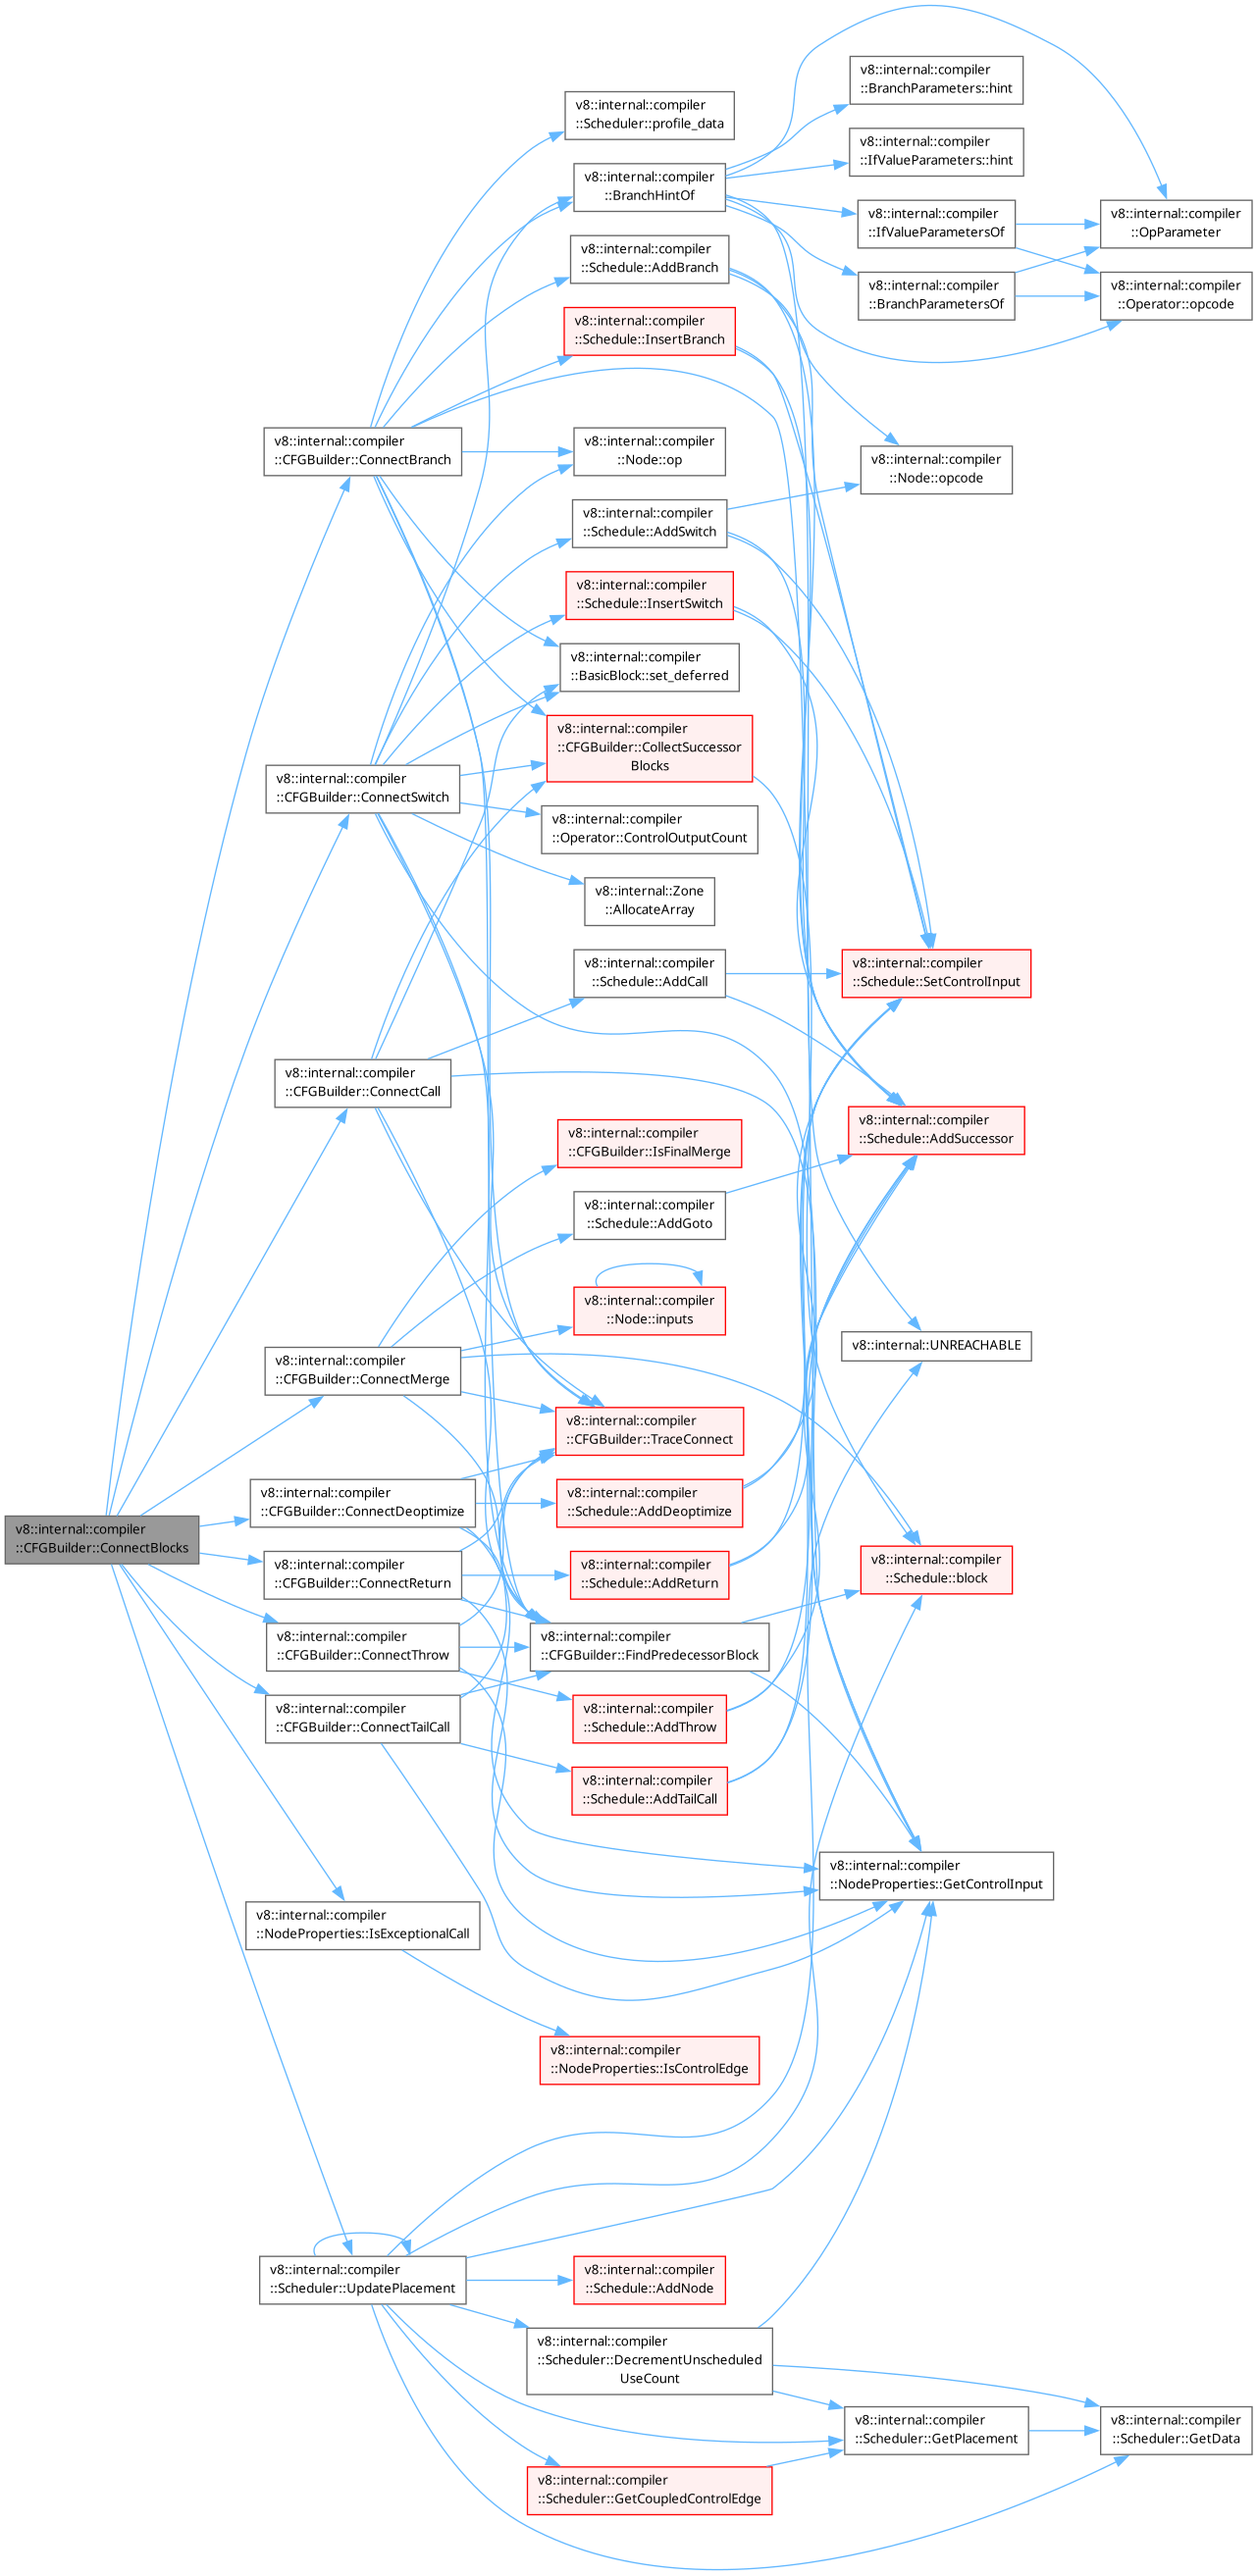 v8::internal::compiler
::CFGBuilder::ConnectBlocks
v8::internal::compiler
::CFGBuilder::ConnectBranch
v8::internal::compiler
::CFGBuilder::ConnectSwitch
v8::internal::compiler
::CFGBuilder::ConnectCall
v8::internal::compiler
::CFGBuilder::ConnectMerge
v8::internal::compiler
::CFGBuilder::ConnectDeoptimize
v8::internal::compiler
::CFGBuilder::ConnectReturn
v8::internal::compiler
::CFGBuilder::ConnectThrow
v8::internal::compiler
::CFGBuilder::ConnectTailCall
v8::internal::compiler
::NodeProperties::IsExceptionalCall
v8::internal::compiler
::Scheduler::UpdatePlacement
v8::internal::compiler
::Scheduler::profile_data
v8::internal::compiler
::BranchHintOf
v8::internal::compiler
::Schedule::AddBranch
v8::internal::compiler
::Schedule::InsertBranch
v8::internal::compiler
::Node::op
v8::internal::compiler
::Schedule::AddSwitch
v8::internal::compiler
::Schedule::InsertSwitch
v8::internal::compiler
::BasicBlock::set_deferred
v8::internal::compiler
::CFGBuilder::CollectSuccessor
Blocks
v8::internal::compiler
::Operator::ControlOutputCount
v8::internal::Zone
::AllocateArray
v8::internal::compiler
::Schedule::AddCall
v8::internal::compiler
::CFGBuilder::IsFinalMerge
v8::internal::compiler
::Schedule::AddGoto
v8::internal::compiler
::Node::inputs
v8::internal::compiler
::CFGBuilder::TraceConnect
v8::internal::compiler
::Schedule::AddDeoptimize
v8::internal::compiler
::Schedule::AddReturn
v8::internal::compiler
::CFGBuilder::FindPredecessorBlock
v8::internal::compiler
::Schedule::AddThrow
v8::internal::compiler
::Schedule::AddTailCall
v8::internal::compiler
::NodeProperties::IsControlEdge
v8::internal::compiler
::Schedule::AddNode
v8::internal::compiler
::Scheduler::DecrementUnscheduled
UseCount
v8::internal::compiler
::Scheduler::GetCoupledControlEdge
v8::internal::compiler
::BranchParameters::hint
v8::internal::compiler
::IfValueParameters::hint
v8::internal::compiler
::IfValueParametersOf
v8::internal::compiler
::BranchParametersOf
v8::internal::compiler
::Node::opcode
v8::internal::compiler
::Schedule::SetControlInput
v8::internal::compiler
::Schedule::AddSuccessor
v8::internal::UNREACHABLE
v8::internal::compiler
::Schedule::block
v8::internal::compiler
::NodeProperties::GetControlInput
v8::internal::compiler
::Scheduler::GetPlacement
v8::internal::compiler
::OpParameter
v8::internal::compiler
::Operator::opcode
v8::internal::compiler
::Scheduler::GetData